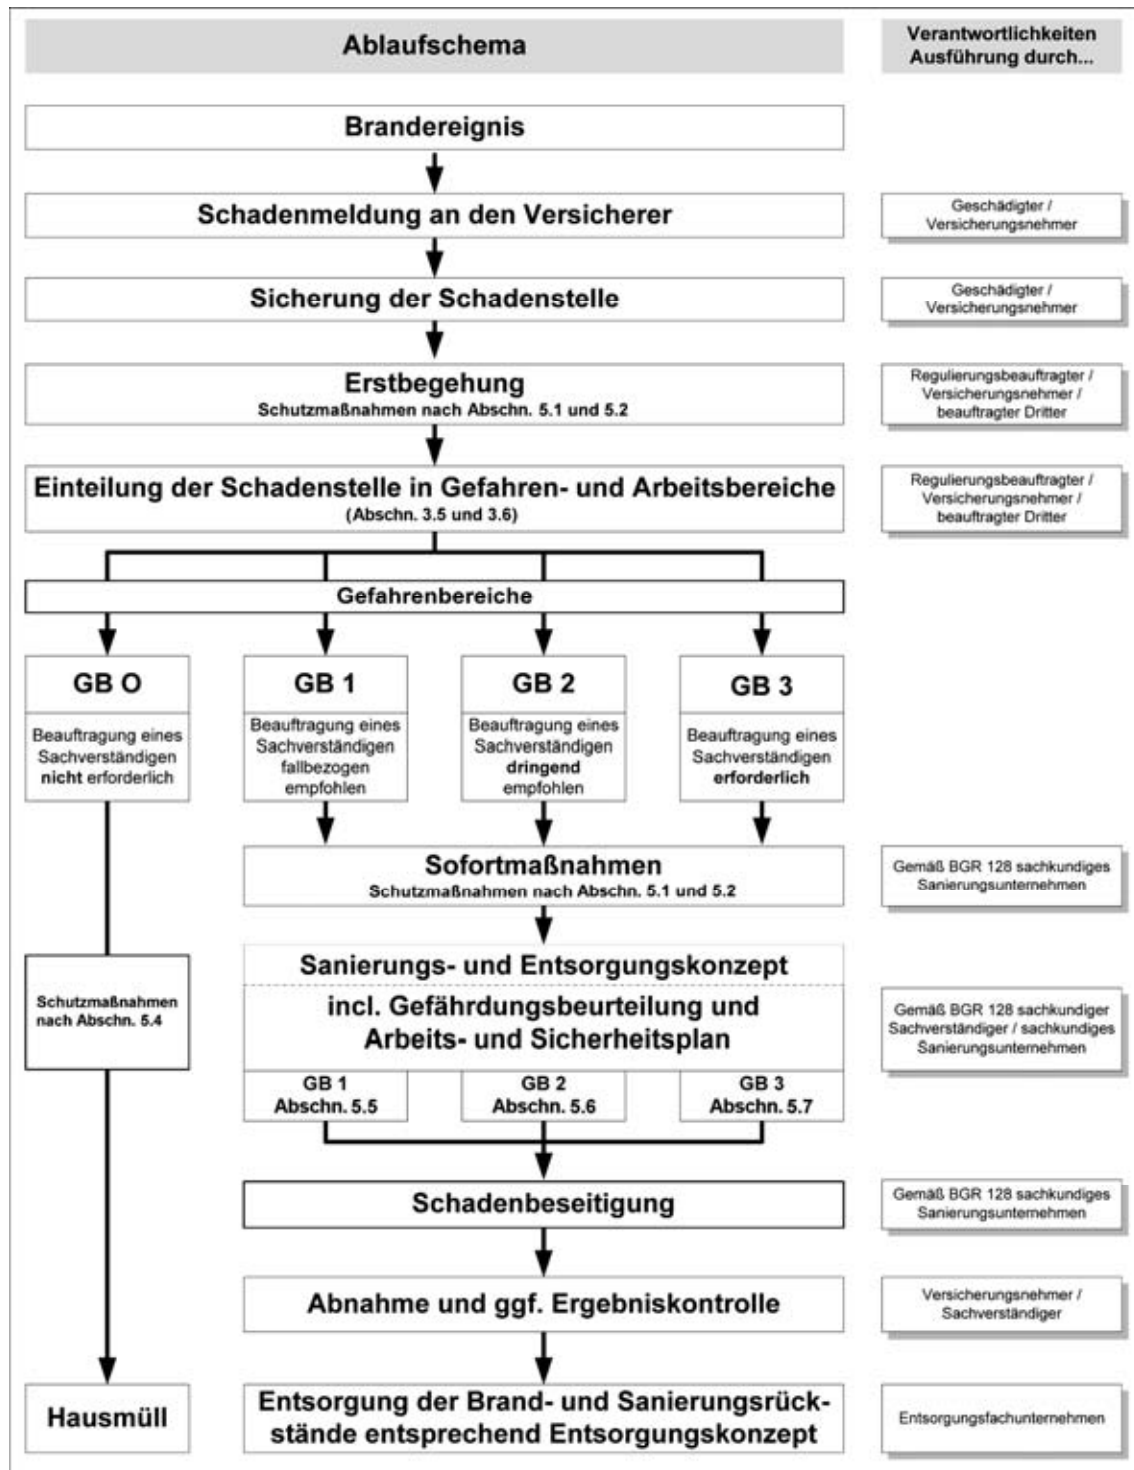 Ablaufschema
Verantwortlichkeiten
Ausführung durch...
Brandereignis
Schadenmeldung an den Versicherer
Geschädigter /
Versicherungsnehmer
Sicherung der Schadenstelle
Geschädigter /
Versicherungsnehmer
Erstbegehung
Schutzmaßnahmen nach Abschn. 5.1 und 5.2
Regulierungsbeauftragter /
Versicherungsnehmer /
beauftragter Dritter
Einteilung der Schadenstelle in Gefahren- und Arbeitsbereiche
(Abschn. 3.5 und 3.6)
Regulierungsbeauftragter /
Versicherungsnehmer /
beauftragter Dritter
Gefahrenbereiche
GB O
Beauftragung eines
Sachverständigen
nicht erforderlich
GB 1
Beauftragung eines
Sachverständigen
fallbezogen
empfohlen
GB 2
Beauftragung eines
Sachverständigen
dringend
empfohlen
GB 3
Beauftragung eines
Sachverständigen
erforderlich
Sofortmaßnahmen
Schutzmaßnahmen nach Abschn. 5.1 und 5.2
Gemäß BGR 128 sachkundiges
Sanierungsunternehmen
Schutzmaßnahmen
nach Abschn. 5.4
Sanierungs- und Entsorgungskonzept
incl. Gefährdungsbeurteilung und
Arbeits- und Sicherheitsplan
Gemäß BGR 128 sachkundiger
Sachverständiger / sachkundiges
Sanierungsunternehmen
GB 1
Abschn. 5.5
GB 2
Abschn. 5.6
GB 3
Abschn. 5.7
Schadenbeseitigung
Gemäß BGR 128 sachkundiges
Sanierungsunternehmen
Abnahme und ggf. Ergebniskontrolle
Versicherungsnehmer /
Sachverständiger
Hausmüll
Entsorgung der Brand- und Sanierungsrück-
stände entsprechend Entsorgungskonzept
Entsorgungsfachunternehmen